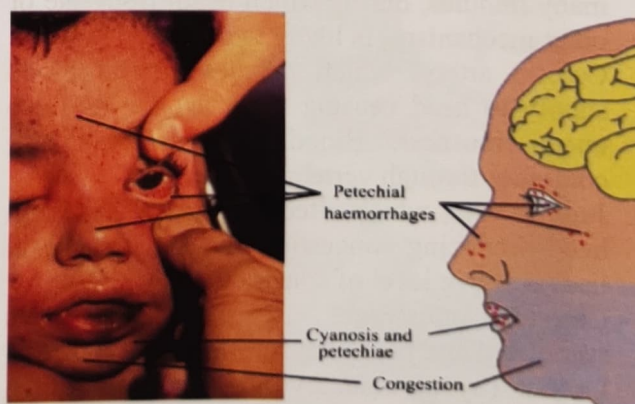 Petechial
haemorrhages
Cyanosis and
petechiae
Congestion